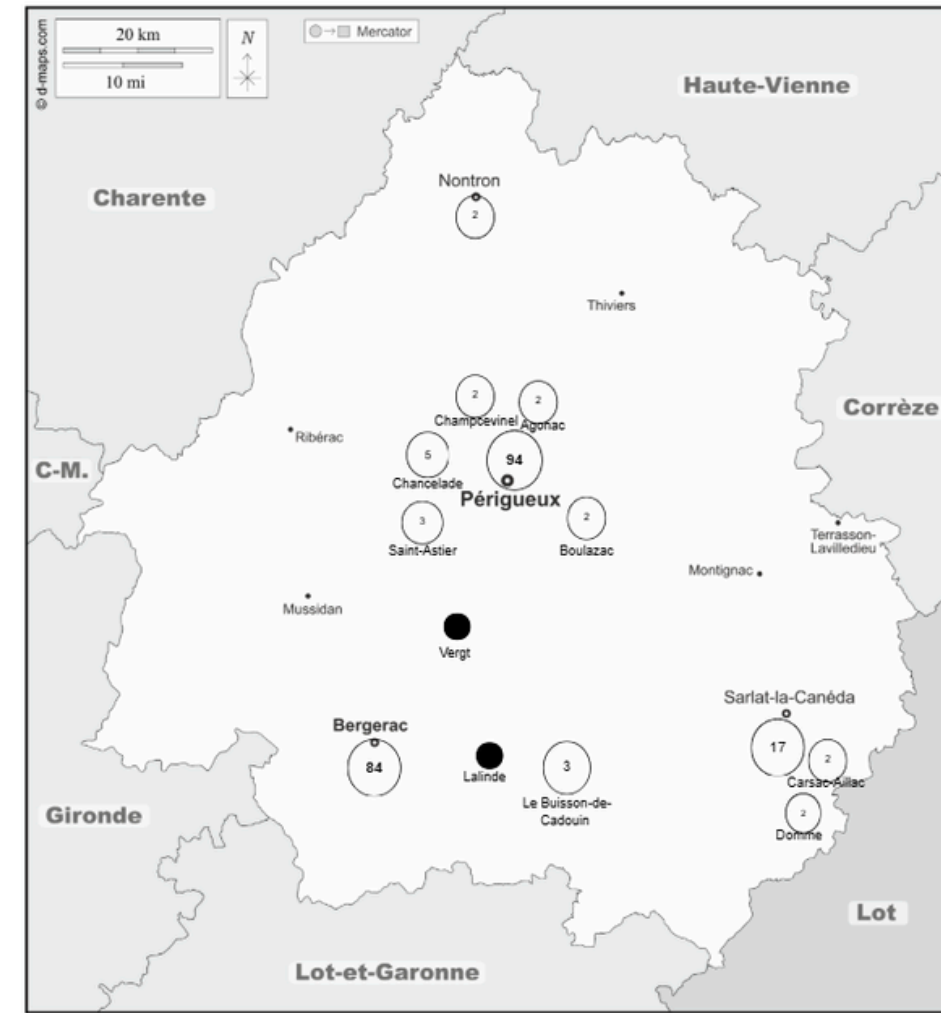 20 km
10 mi
N
Mercator
© d-maps.com
Haute-Vienne
Charente
Nontron
2
Thiviers
2
2
Champcevinel
Agonac
Corrèze
Ribérac
C-M.
5
94
Chancelade
Périgueux
3
2
Saint-Astier
Boulazac
Terrasson-
Lavilledieu
Montignac
Mussidan
Vergt
Sarlat-la-Canéda
Bergerac
17
2
84
3
Lalinde
Carsac-Aillac
Le Buisson-de-
Cadouin
2
Domme
Gironde
Lot
Lot-et-Garonne